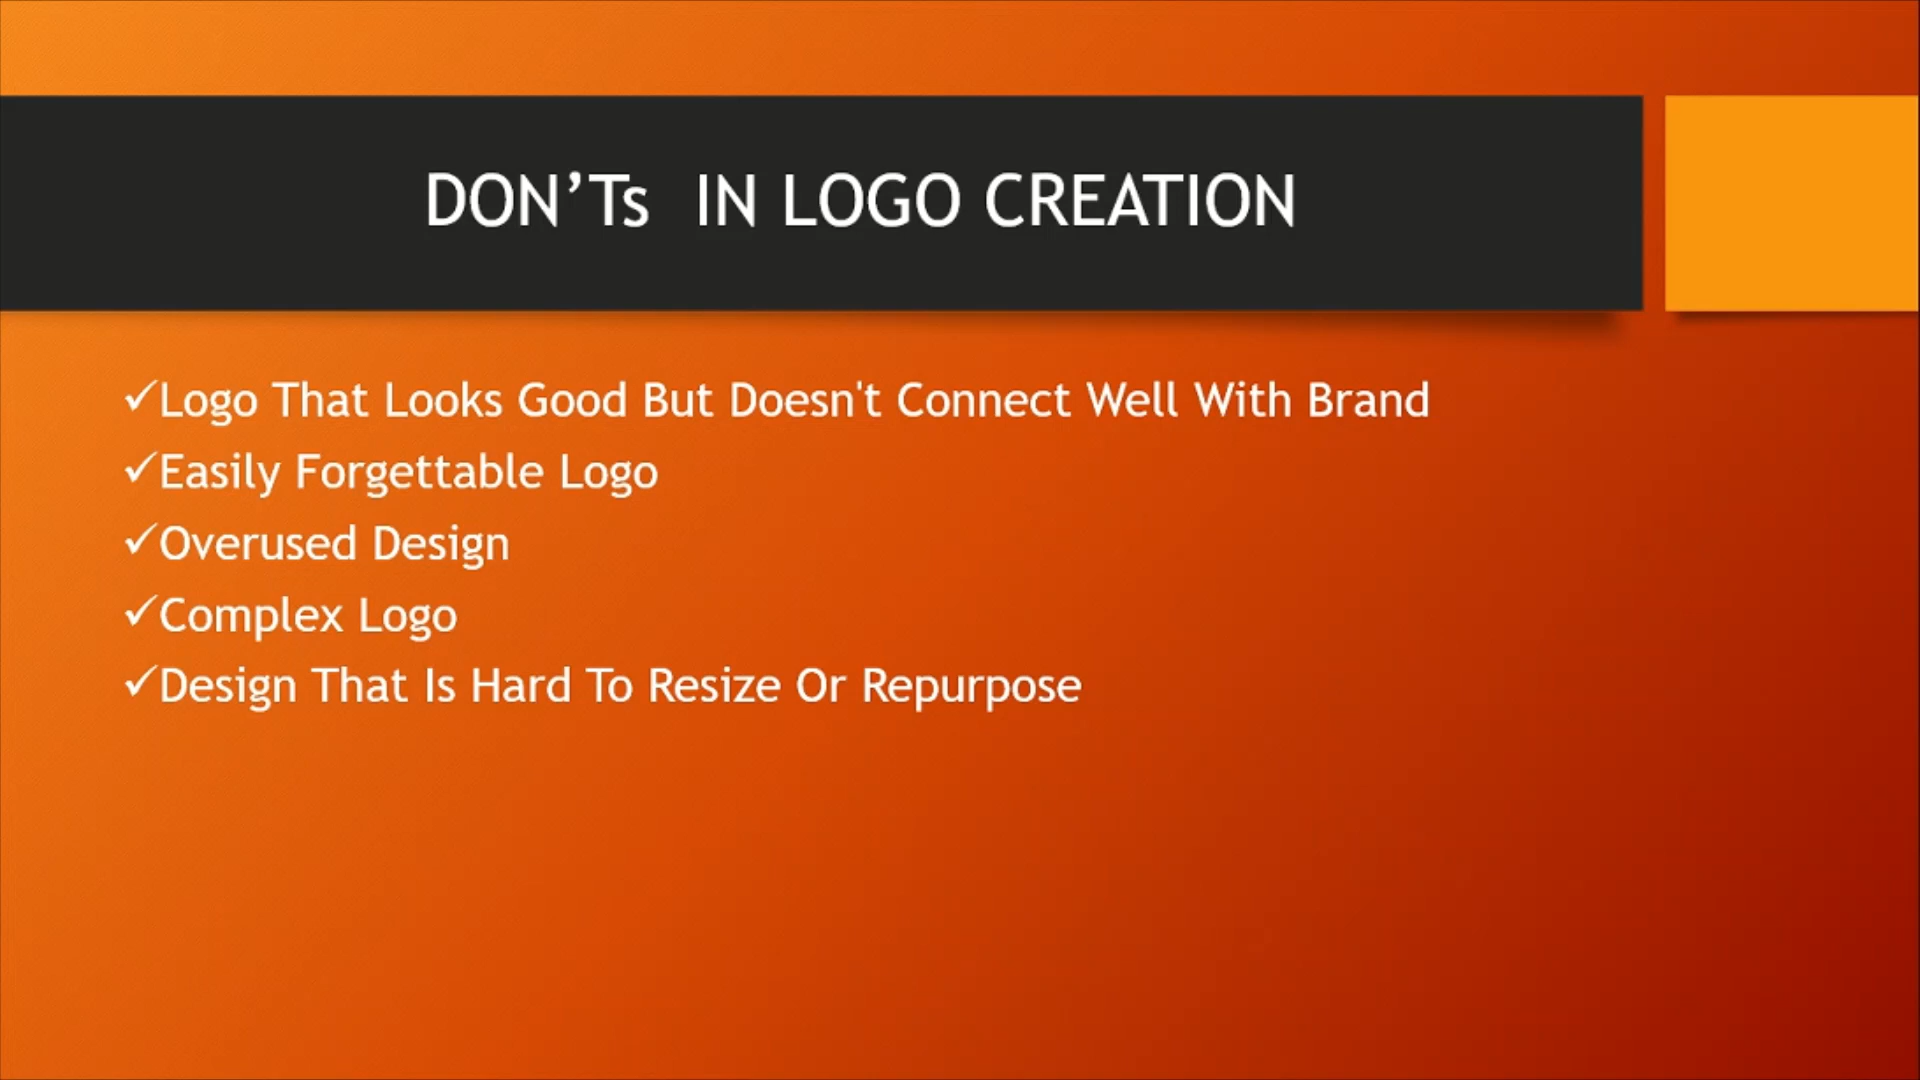 DON’Ts  IN LOGO CREATION
✓Logo That Looks Good But Doesn't Connect Well With Brand
✓Easily Forgettable Logo
✓Overused Design
✓Complex Logo
✓Design That Is Hard To Resize Or Repurpose